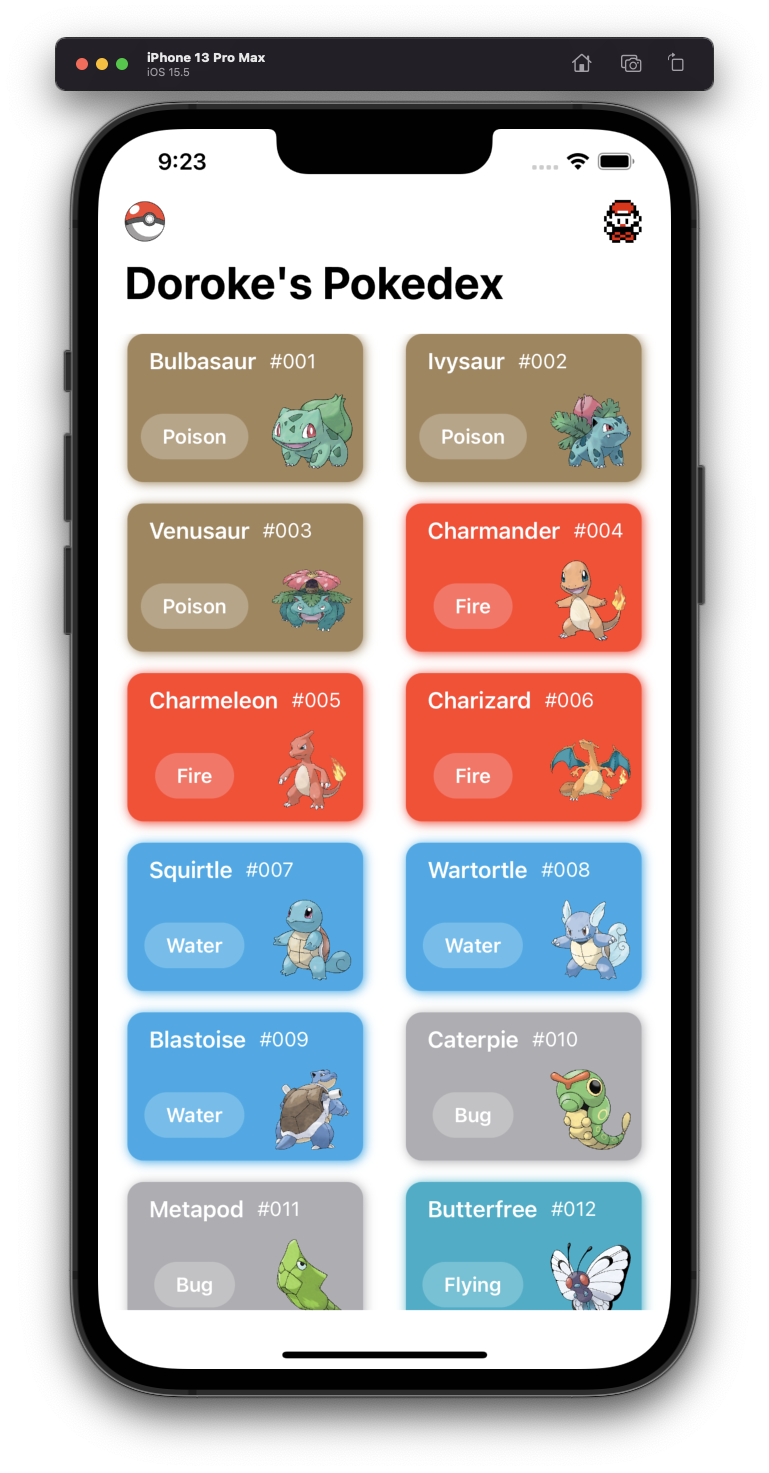 iPhone 13 Pro Max
iOS 15.5
9:23
Doroke's Pokedex
Bulbasaur #001
Poison
Ivysaur #002
Poison
Venusaur #003
Poison
Charmander #004
Fire
Charmeleon #005
Fire
Charizard #006
Fire
Squirtle #007
Water
Wartortle #008
Water
Blastoise #009
Water
Caterpie #010
Bug
Metapod #011
Bug
Butterfree #012
Flying